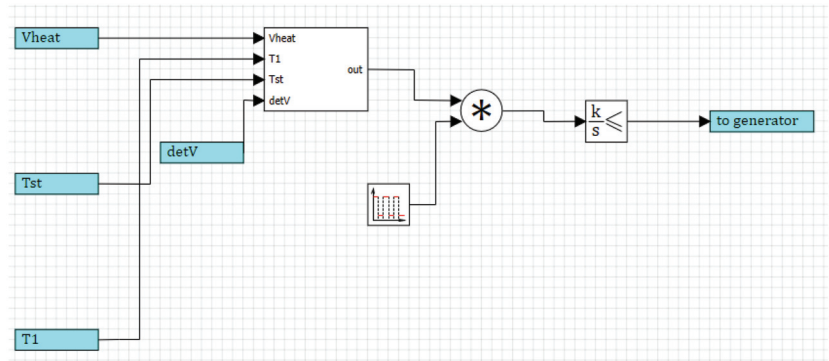 Vheat
Vheat
T1
Tst
detV
out
detV
Tst
*
k
s
≤
to generator
T1